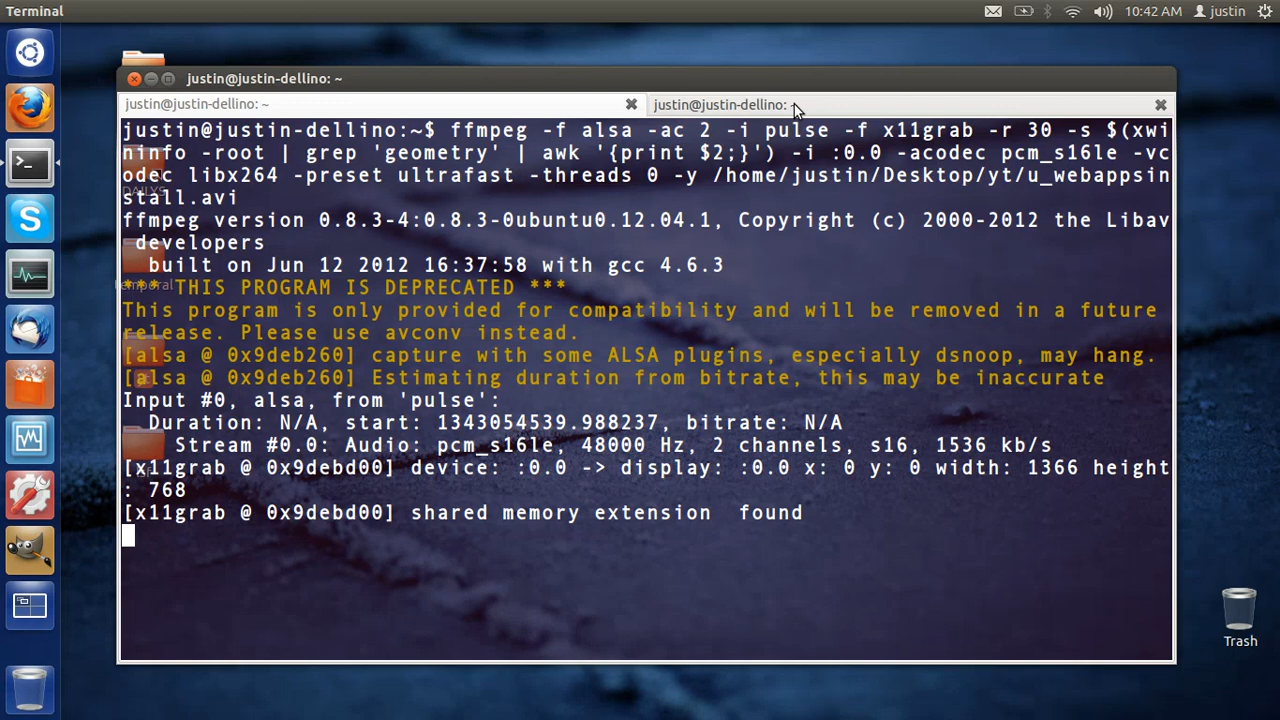 Terminal
10:42 AM
justin
justin@justin-dellino: ~
justin@justin-dellino: ~
justin@justin-dellino: ~
justin@justin-dellino:~$ ffmpeg -f alsa -ac 2 -i pulse -f x11grab -r 30 -s $(xwi
ninfo -root | grep 'geometry' | awk '{print $2;}') -i :0.0 -acodec pcm_s16le -vc
odec libx264 -preset ultrafast -threads 0 -y /home/justin/Desktop/yt/u_webappsin
stall.avi
DAILYS
ffmpeg version 0.8.3-4:0.8.3-0ubuntu0.12.04.1, Copyright (c) 2000-2012 the Libav
 developers
  built on Jun 12 2012 16:37:58 with gcc 4.6.3
*** THIS PROGRAM IS DEPRECATED ***
Temporal
This program is only provided for compatibility and will be removed in a future
release. Please use avconv instead.
[alsa @ 0x9deb260] capture with some ALSA plugins, especially dsnoop, may hang.
[alsa @ 0x9deb260] Estimating duration from bitrate, this may be inaccurate
Input #0, alsa, from 'pulse':
  Duration: N/A, start: 1343054539.988237, bitrate: N/A
    Stream #0.0: Audio: pcm_s16le, 48000 Hz, 2 channels, s16, 1536 kb/s
[x11grab @ 0x9debd00] device: :0.0 -> display: :0.0 x: 0 y: 0 width: 1366 height
: 768
[x11grab @ 0x9debd00] shared memory extension  found
Trash